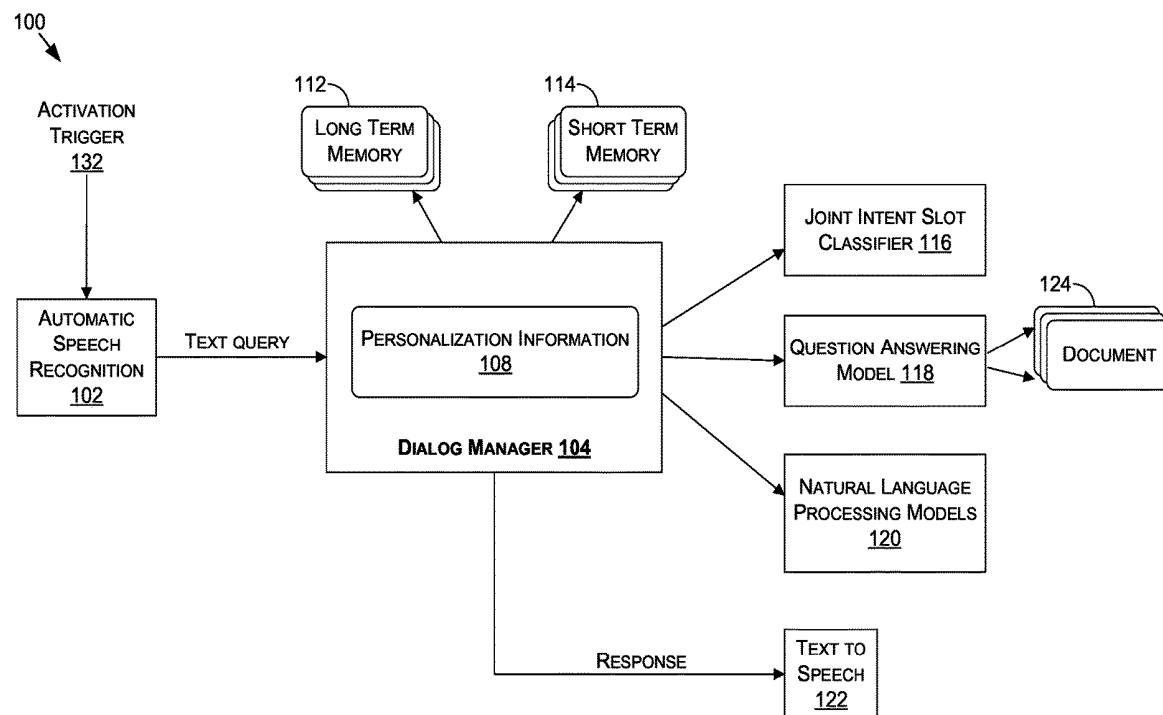 100
ACTIVATION
TRIGGER
132
112
LONG TERM
MEMORY
114
SHORT TERM
MEMORY
JOINT INTENT SLOT
CLASSIFIER 116
124
AUTOMATIC
SPEECH
RECOGNITION
102
TEXT QUERY
PERSONALIZATION INFORMATION
108
DIALOG MANAGER 104
QUESTION ANSWERING
MODEL 118
DOCUMENT
NATURAL LANGUAGE
PROCESSING MODELS
120
RESPONSE
TEXT TO
SPEECH
122